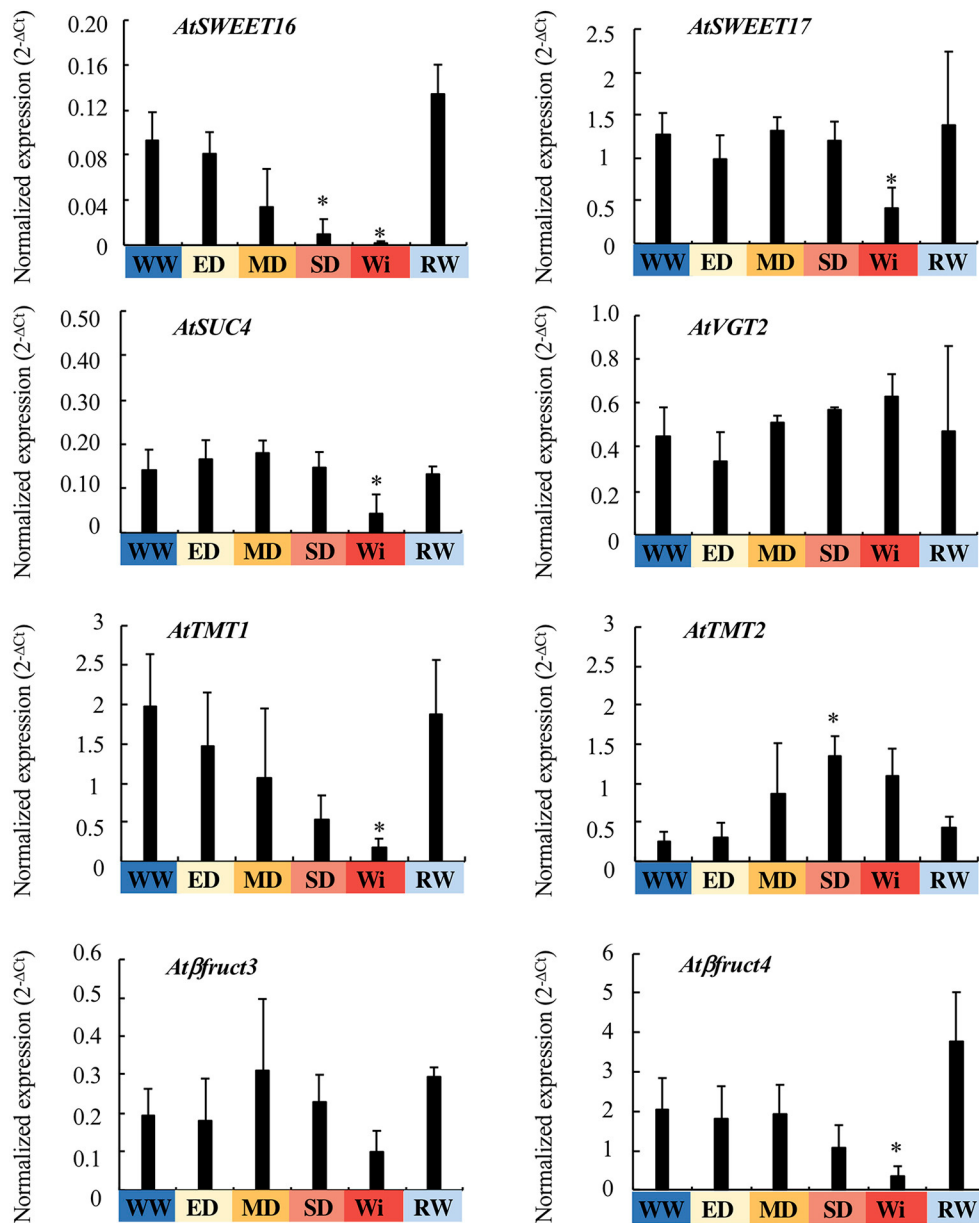 AtSWEET16
Normalized expression (2-ΔCt)
0.20
0.16
0.12
0.08
0.04
0
*
*
WW ED MD SD Wi RW
AtSWEET17
Normalized expression (2-ΔCt)
2.5
2
1.5
1
0.5
0
*
WW ED MD SD Wi RW
AtSUC4
Normalized expression (2-ΔCt)
0.50
0.40
0.30
0.20
0.10
0
*
WW ED MD SD Wi RW
AtVGT2
Normalized expression (2-ΔCt)
1.0
0.8
0.6
0.4
0.2
0
WW ED MD SD Wi RW
AtTMT1
Normalized expression (2-ΔCt)
3
2.5
2
1.5
1
0.5
0
*
WW ED MD SD Wi RW
AtTMT2
Normalized expression (2-ΔCt)
3
2.5
2
1.5
1
0.5
0
*
WW ED MD SD Wi RW
Atβfruct3
Normalized expression (2-ΔCt)
0.6
0.5
0.4
0.3
0.2
0.1
0
WW ED MD SD Wi RW
Atβfruct4
Normalized expression (2-ΔCt)
6
5
4
3
2
1
0
*
WW ED MD SD Wi RW